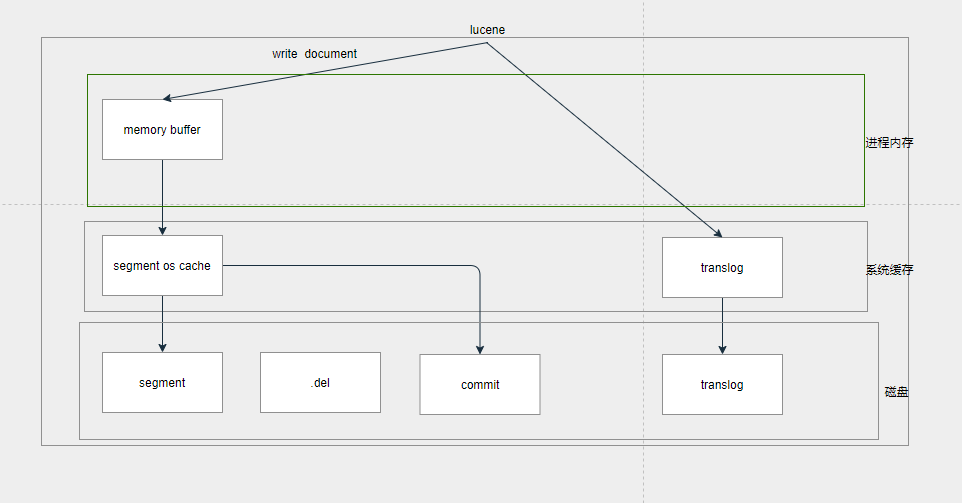 lucene
write  document
memory buffer
进程内存
segment os cache
translog
系统缓存
segment
.del
commit
translog
磁盘